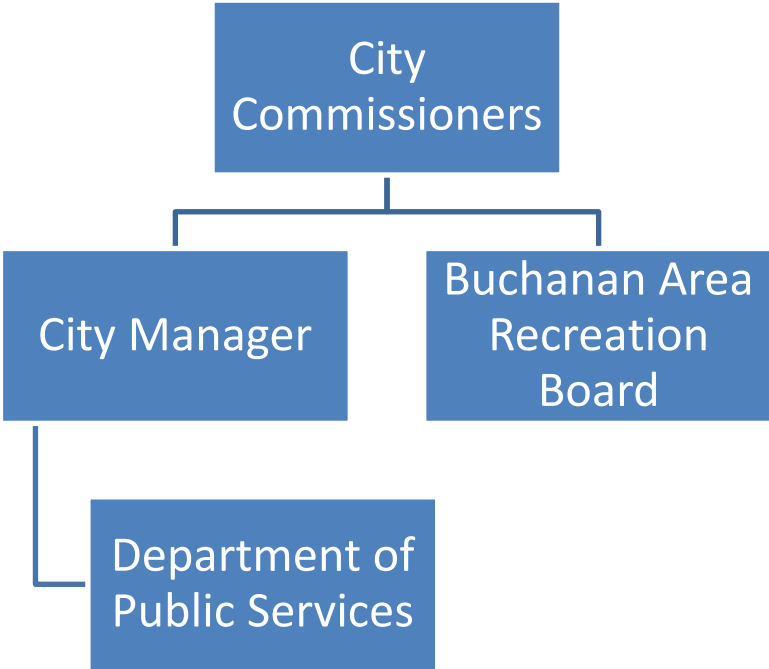 City
Commissioners
City Manager
Buchanan Area
Recreation
Board
Department of
Public Services